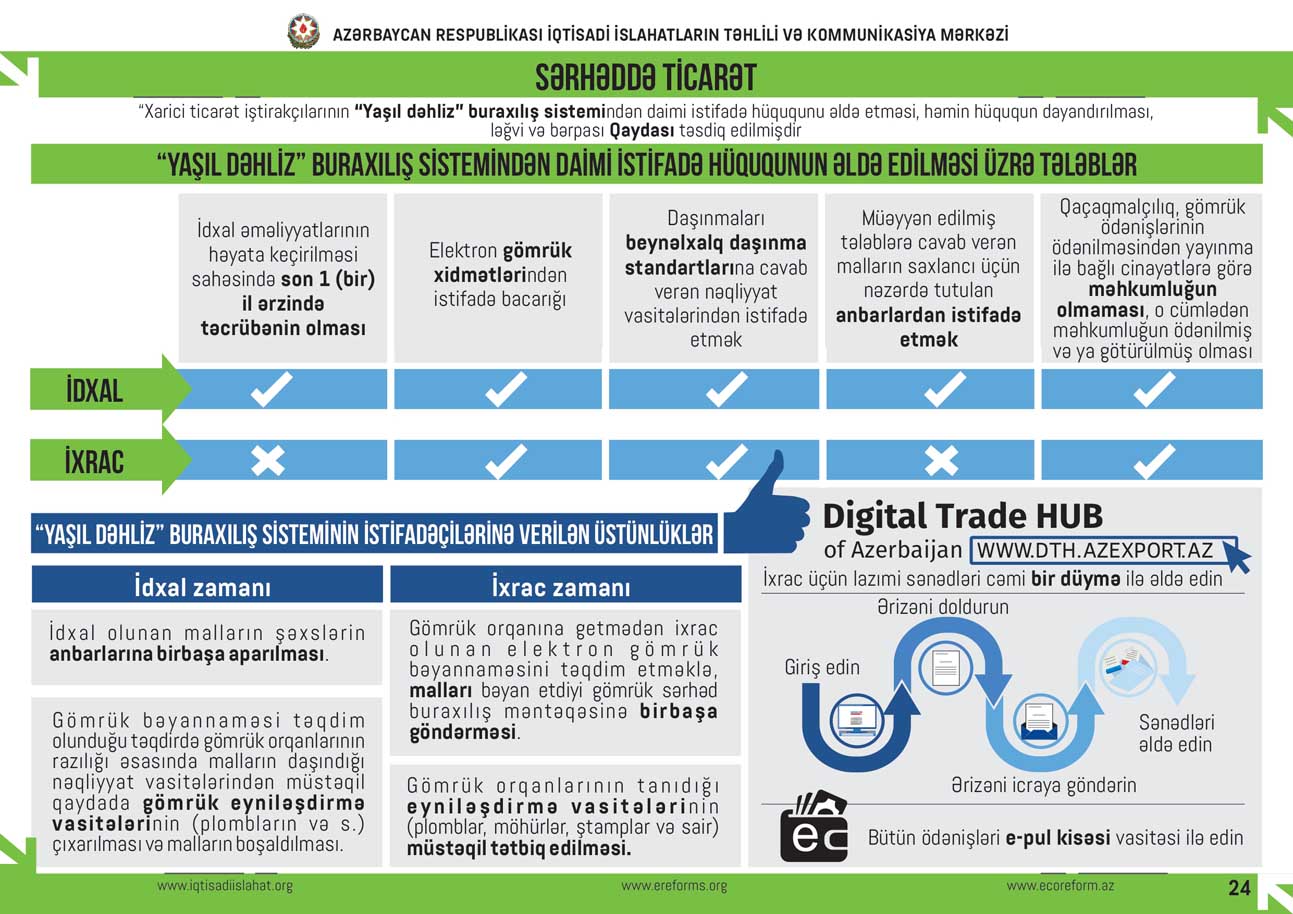 AZƏRBAYCAN RESPUBLİKASI İQTİSADİ İSLAHATLARIN TƏHLİLİ VƏ KOMMUNİKASİYA MƏRKƏZİ
SƏRHƏDDƏ TİCARƏT
“Xarici ticarət iştirakçılarının “Yaşıl dəhliz” buraxılış sistemindən daimi istifadə hüququnu əldə etməsi, həmin hüququn dayandırılması,
ləğvi və bərpası Qaydası təsdiq edilmişdir
“YAŞIL DƏHLİZ” BURAXILIŞ SİSTEMİNDƏN DAİMİ İSTİFADƏ HÜQUQUNUN ƏLDƏ EDİLMƏSİ ÜZRƏ TƏLƏBLƏR
İdxal əməliyyatlarının
həyata keçirilməsi
sahəsində son 1 (bir)
il ərzində
təcrübənin olması
Elektron gömrük
xidmətlərindən
istifadə bacarığı
Daşınmaları
beynəlxalq daşınma
standartlarına cavab
verən nəqliyyat
vasitələrindən istifadə
etmək
Müəyyən edilmiş
tələblərə cavab verən
malların saxlancı üçün
nəzərdə tutulan
anbarlardan istifadə
etmək
Qaçaqmalçılıq, gömrük
ödənişlərinin
ödənilməsindən yayınma
ilə bağlı cinayətlərə görə
məhkumluğun
olmaması, o cümlədən
məhkumluğun ödənilmiş
və ya götürülmüş olması
İDXAL
İXRAC
“YAŞIL DƏHLİZ” BURAXILIŞ SİSTEMİNİN İSTİFADƏÇİLƏRİNƏ VERİLƏN ÜSTÜNLÜKLƏR
İdxal zamanı
İdxal olunan malların şəxslərin
anbarlarına birbaşa aparılması.
Gömrük bəyannaməsi təqdim
olunduğu təqdirdə gömrük orqanlarının
razılığı əsasında malların daşındığı
nəqliyyat vasitələrindən müstəqil
qaydada gömrük eyniləşdirmə
vasitələrinin (plombların və s.)
çıxarılması və malların boşaldılması.
İxrac zamanı
Gömrük orqanına getmədən ixrac
olunan elektron gömrük
bəyannaməsini təqdim etməklə,
malları bəyan etdiyi gömrük sərhəd
buraxılış məntəqəsinə birbaşa
göndərməsi.
Gömrük orqanlarının tanıdığı
eyniləşdirmə vasitələrinin
(plomblar, möhürlər, ştamplar və sair)
müstəqil tətbiq edilməsi.
Digital Trade HUB
of Azerbaijan WWW.DTH.AZEXPORT.AZ
İxrac üçün lazımi sənədləri cəmi bir düymə ilə əldə edin
Ərizəni doldurun
Giriş edin
Sənədləri
əldə edin
Ərizəni icraya göndərin
ec
Bütün ödənişləri e-pul kisəsi vasitəsi ilə edin
www.iqtisadiislahat.org
www.ereforms.org
www.ecoreform.az
24